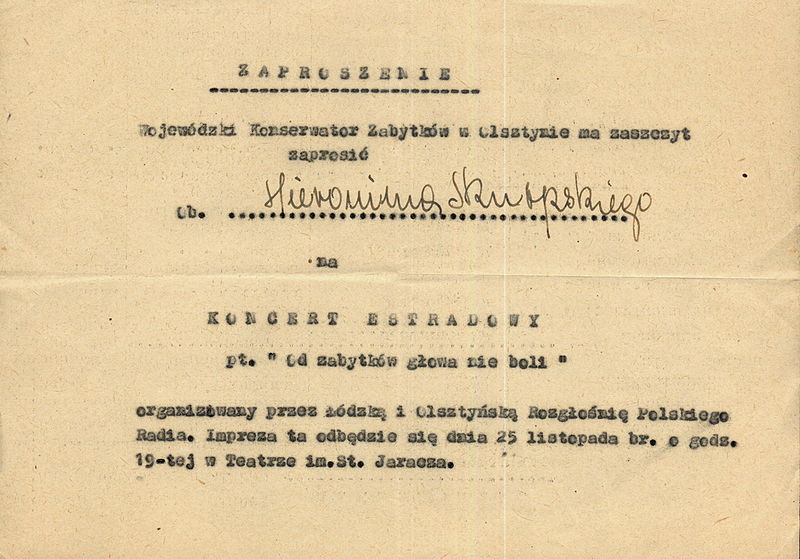 ZAPROSZENIE
Wojewódzki Konserwator Zabytków w Olsztynie ma zaszczyt
zaprosić
Ob. Hieronima Skurpskiego
na
KONCERT ESTRADOWY
pt. " Od zabytków głowa nie boli "
organizowany przez Łódzką i Olsztyńską Rozgłośnię Polskiego
Radia. Impreza ta odbędzie się dnia 25 listopada br. o godz.
19-tej w Teatrze im.St. Jaracza.